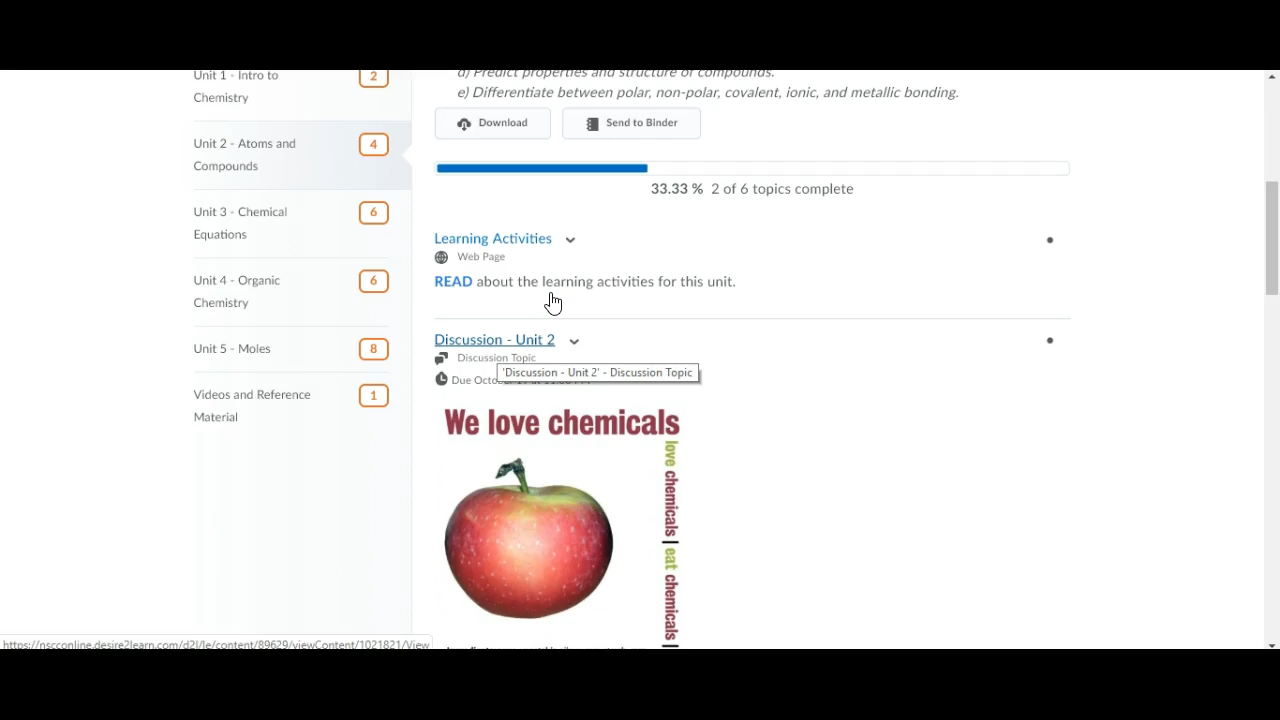 Unit 1 - Intro to
Chemistry
2
Unit 2 - Atoms and
Compounds
4
Unit 3 - Chemical
Equations
6
Unit 4 - Organic
Chemistry
6
Unit 5 - Moles
8
Videos and Reference
Material
1
d) Predict properties and structure of compounds.
e) Differentiate between polar, non-polar, covalent, ionic, and metallic bonding.
Download
Send to Binder
33.33 % 2 of 6 topics complete
Learning Activities
Web Page
READ about the learning activities for this unit.
Discussion - Unit 2
Discussion Topic
'Discussion - Unit 2' - Discussion Topic
Due Octo
We love chemicals
love chemicals | eat chemicals |
https://nscconline.desire2learn.com/d2l/le/content/89629/viewContent/1021821/View